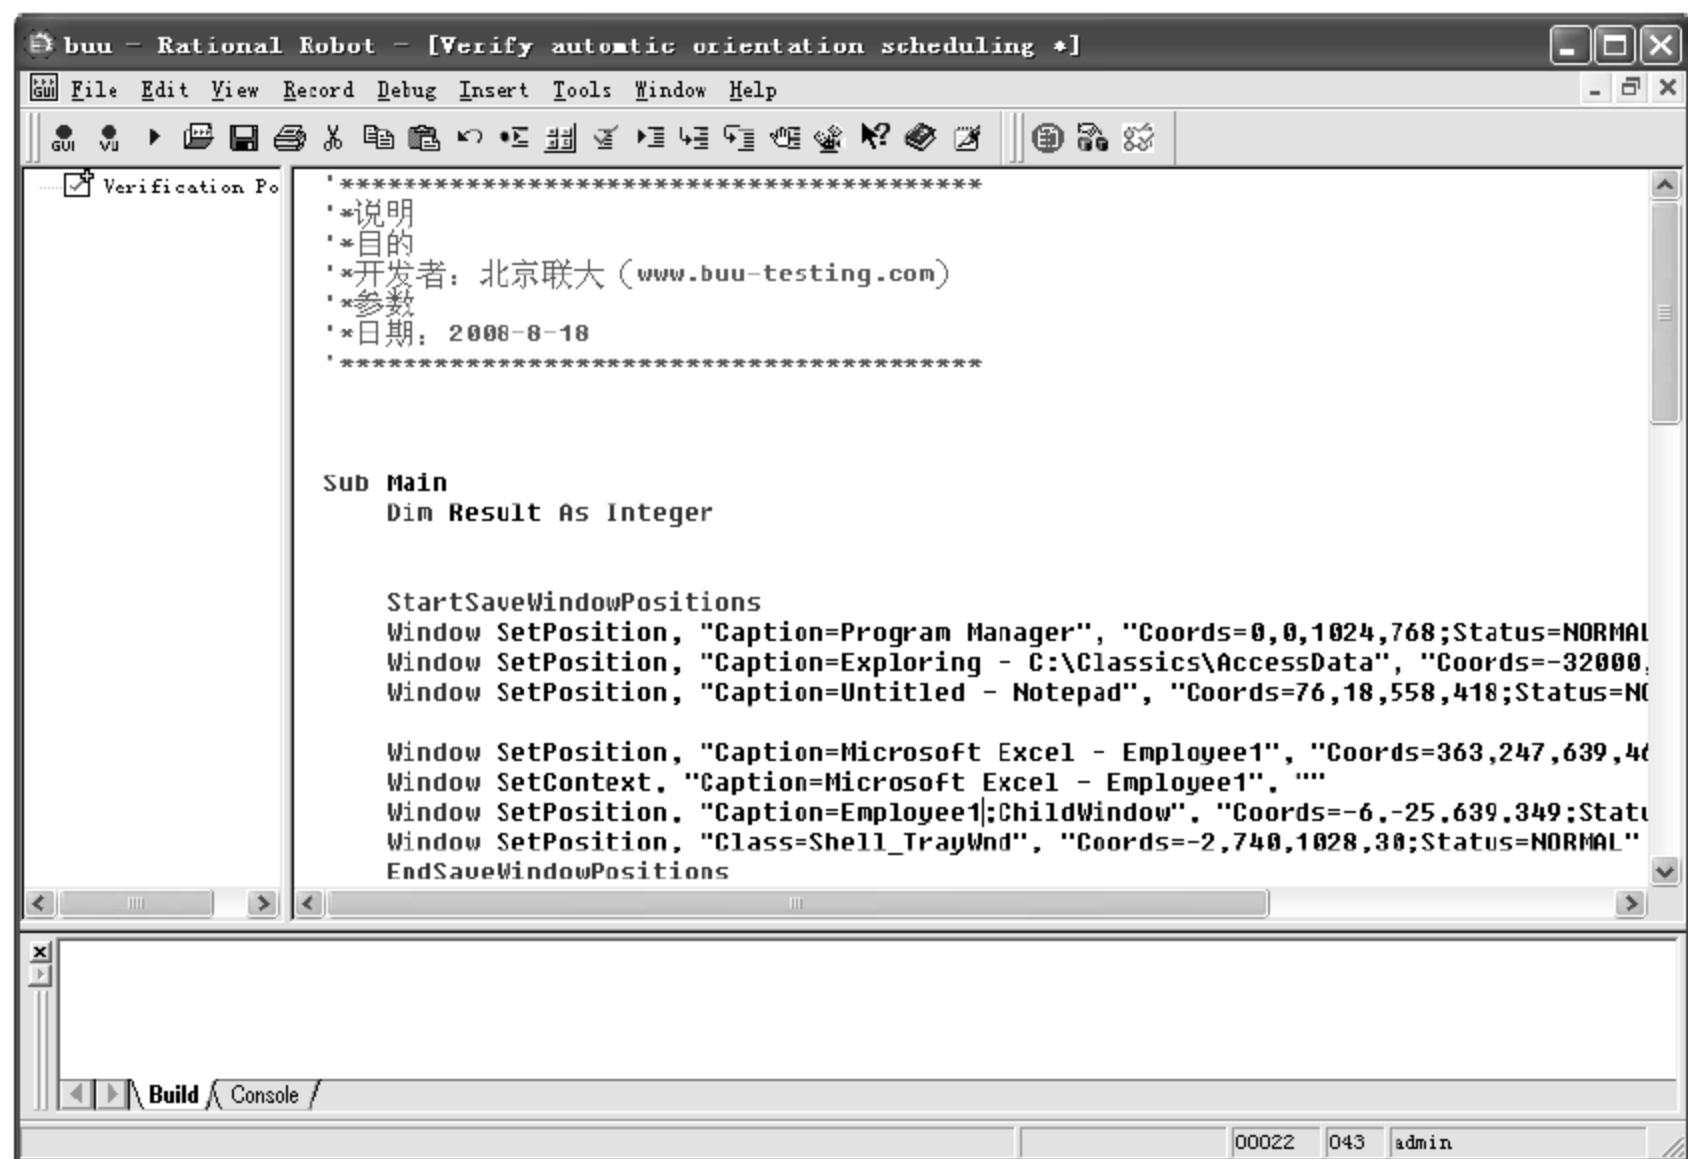 buu - Rational Robot - [Verify automtic orientation scheduling *]
File Edit View Record Debug Insert Tools Window Help
GUI VU
Verification Po
'*****************************************
'*说明
'*目的
'*开发者：北京联大（www.buu-testing.com）
'*参数
'*日期：2008-8-18
'*****************************************
Sub Main
Dim Result As Integer
StartSaveWindowPositions
Window SetPosition, "Caption=Program Manager", "Coords=0,0,1024,768;Status=NORMAL
Window SetPosition, "Caption=Exploring - C:\Classics\AccessData", "Coords=-32000,
Window SetPosition, "Caption=Untitled - Notepad", "Coords=76,18,558,418;Status=NO
Window SetPosition, "Caption=Microsoft Excel - Employee1", "Coords=363,247,639,46
Window SetContext, "Caption=Microsoft Excel - Employee1", ""
Window SetPosition, "Caption=Employee1;ChildWindow", "Coords=-6,-25,639,349;Statu
Window SetPosition, "Class=Shell_TrayWnd", "Coords=-2,740,1028,30;Status=NORMAL"
EndSaveWindowPositions
Build Console
00022 043 admin